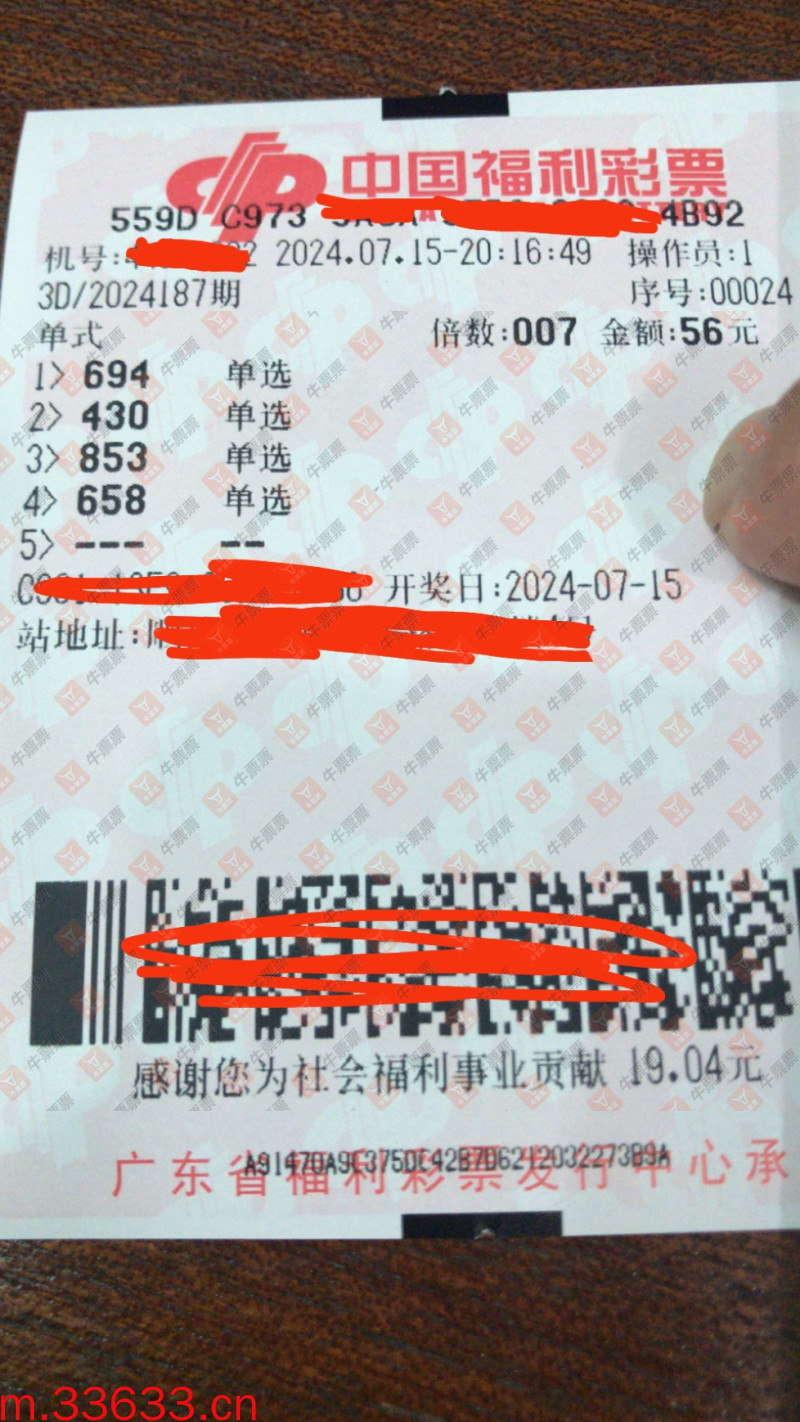 中国福利彩票
559D C973 4B92
机号: 2 2024.07.15-20:16:49 操作员:1
3D/2024187期 序号:00024
单式 倍数:007 金额:56元
1> 694 单选
2> 430 单选
3> 853 单选
4> 658 单选
5> --- --
开奖日:2024-07-15
站地址:
感谢您为社会福利事业贡献 19.04元
广东省福利彩票发行中心承
牛票票
m.33633.cn